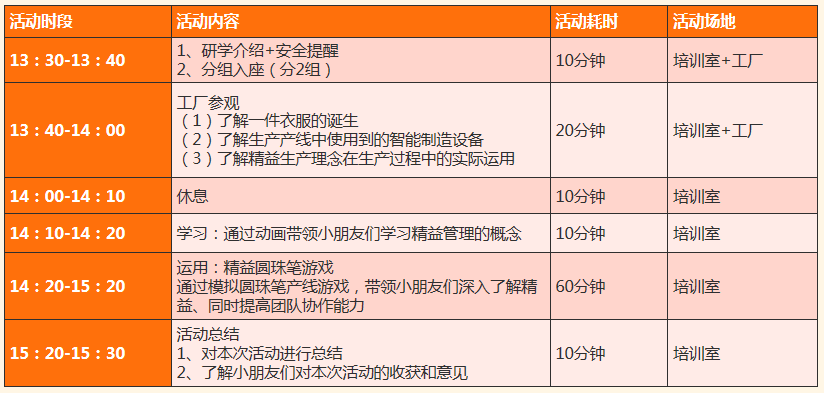 活动时段 活动内容 活动耗时 活动场地
13：30-13：40
1、研学介绍+安全提醒
2、分组入座（分2组）
10分钟 培训室+工厂
13：40-14：00
工厂参观
（1）了解一件衣服的诞生
（2）了解生产产线中使用到的智能制造设备
（3）了解精益生产理念在生产过程中的实际运用
20分钟 培训室+工厂
14：00-14：10 休息 10分钟 培训室
14：10-14：20 学习：通过动画带领小朋友们学习精益管理的概念 10分钟 培训室
14：20-15：20
运用：精益圆珠笔游戏
通过模拟圆珠笔产线游戏，带领小朋友们深入了解精
益、同时提高团队协作能力
60分钟 培训室
15：20-15：30
活动总结
1、对本次活动进行总结
2、了解小朋友们对本次活动的收获和意见
10分钟 培训室